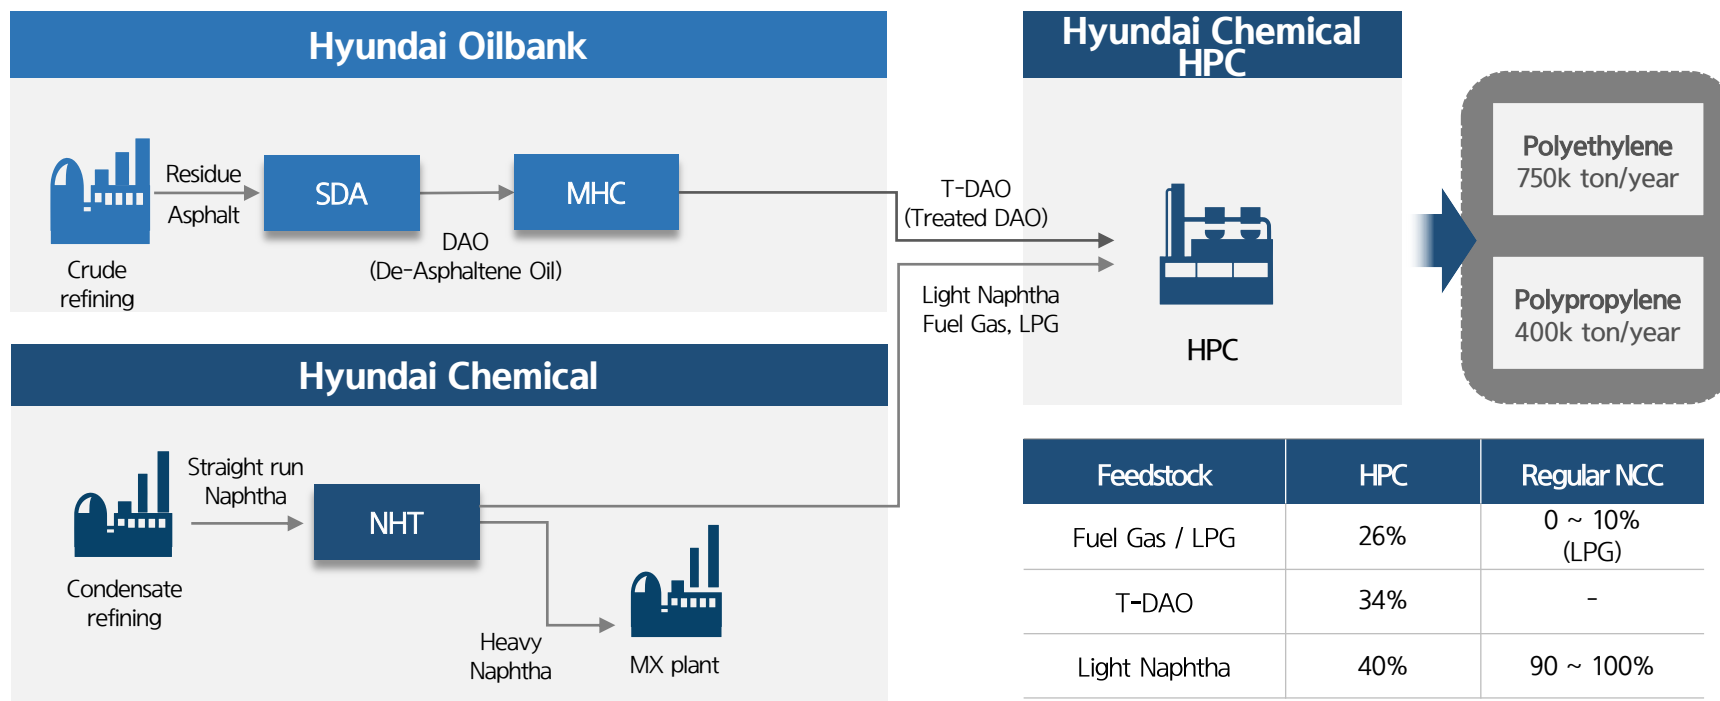 Hyundai Oilbank
Crude
refining
Residue
Asphalt
SDA
DAO
(De-Asphaltene Oil)
MHC
T-DAO
(Treated DAO)
Light Naphtha
Fuel Gas, LPG
Hyundai Chemical
Condensate
refining
Straight run
Naphtha
NHT
Heavy
Naphtha
MX plant
Hyundai Chemical
HPC
HPC
Polyethylene
750k ton/year
Polypropylene
400k ton/year
Feedstock HPC Regular NCC
Fuel Gas / LPG 26% 0 ~ 10%
(LPG)
T-DAO 34% -
Light Naphtha 40% 90 ~ 100%